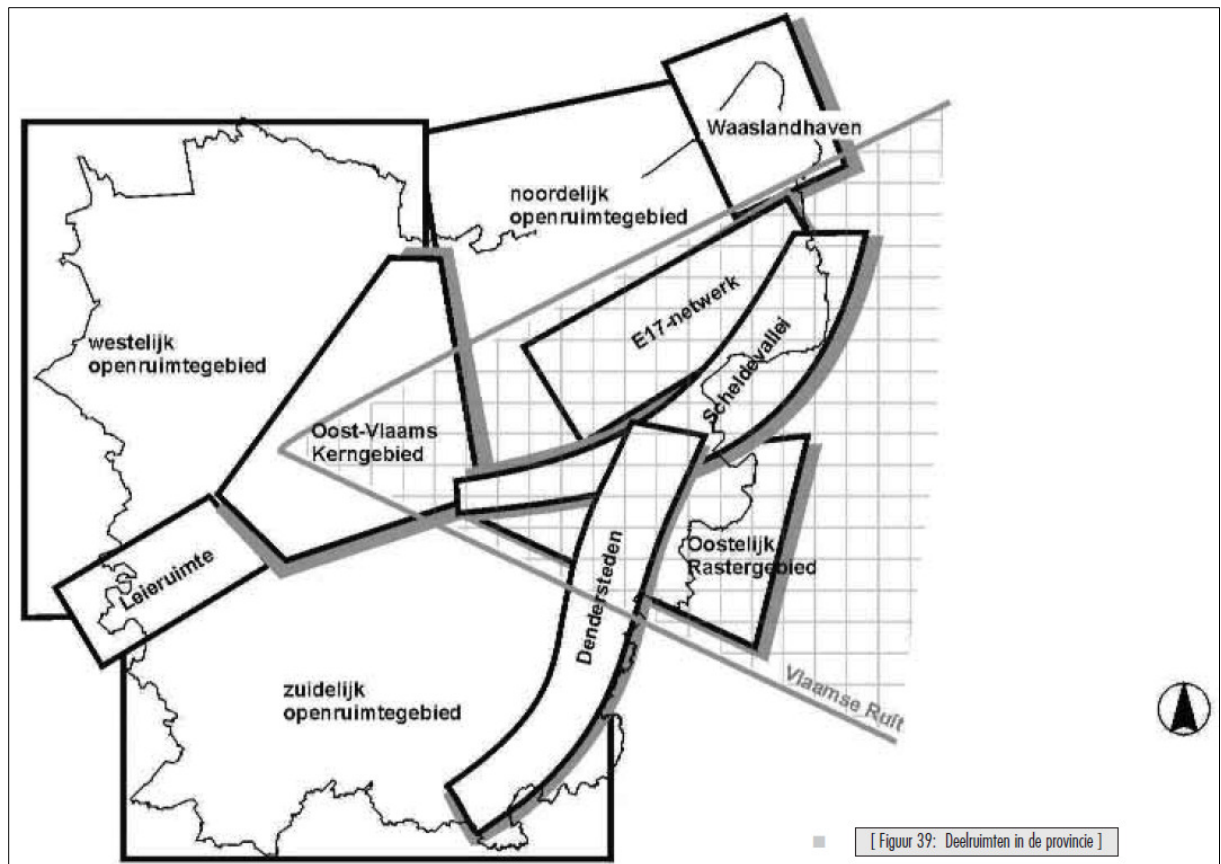 Waaslandhaven
noordelijk
openruimtegebied
E17-netwerk
westelijk
openruimtegebied
Scheldevallei
Oost-Vlaams
Kerngebied
Oostelijk
Rastergebied
Leieruimte
Dendersteden
zuidelijk
openruimtegebied
Vlaamse Ruit
[ Figuur 39: Deelruimten in de provincie ]